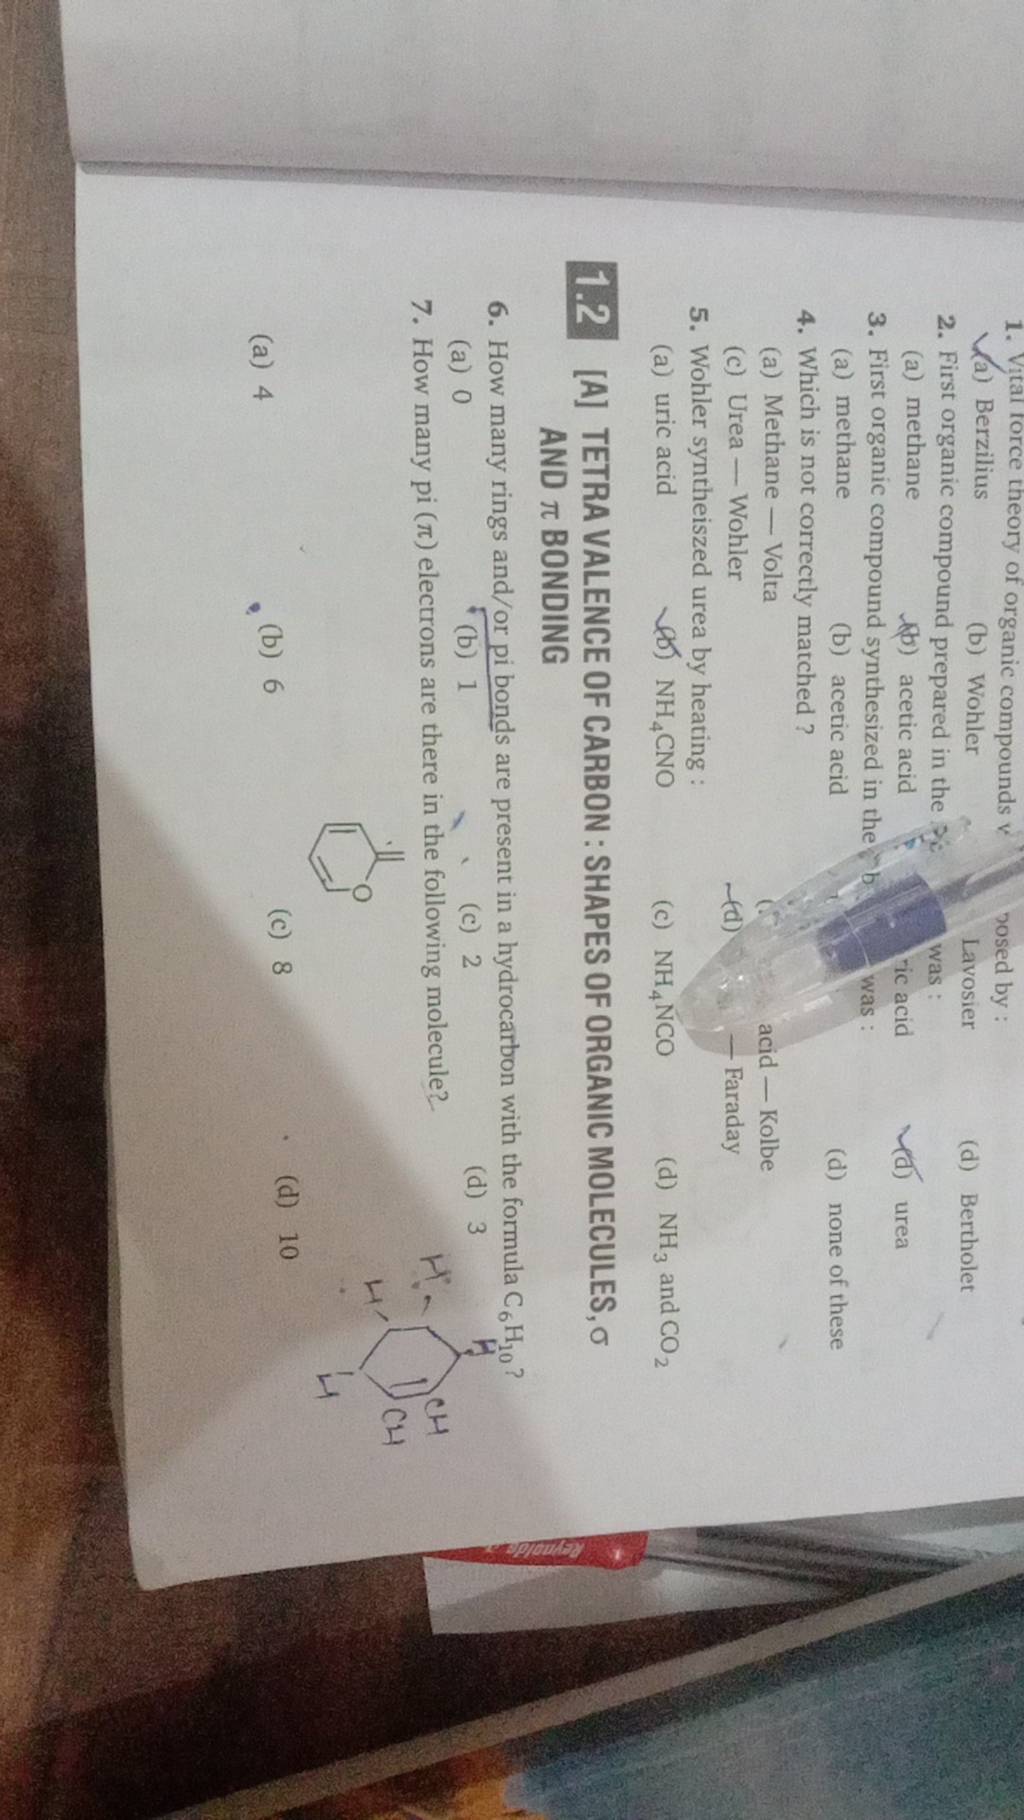 1. Vital force theory of organic compounds posed by :
(a) Berzilius (b) Wohler Lavosier (d) Bertholet
2. First organic compound prepared in the was :
(a) methane (b) acetic acid ric acid (d) urea
3. First organic compound synthesized in the was :
(a) methane (b) acetic acid (d) none of these
4. Which is not correctly matched ?
(a) Methane — Volta acid — Kolbe
(c) Urea — Wohler (d) — Faraday
5. Wohler syntheiszed urea by heating :
(a) uric acid (b) NH4CNO (c) NH4NCO (d) NH3 and CO2
1.2 [A] TETRA VALENCE OF CARBON : SHAPES OF ORGANIC MOLECULES, σ
AND π BONDING
6. How many rings and/or pi bonds are present in a hydrocarbon with the formula C6H10 ?
(a) 0 (b) 1 (c) 2 (d) 3
7. How many pi (π) electrons are there in the following molecule?
O
(a) 4 (b) 6 (c) 8 (d) 10
H
H CH
H CH
H
Reynolds